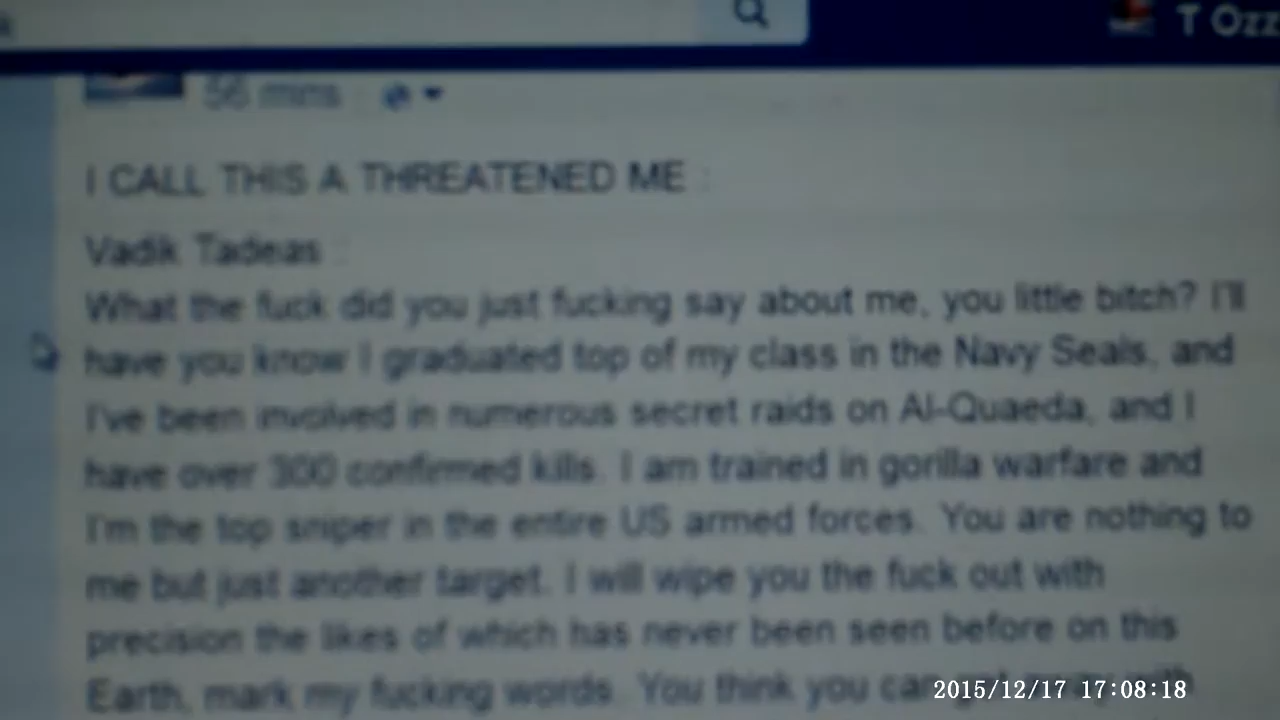 T Ozz
56 mins
I CALL THIS A THREATENED ME :
Vadik Tadeas :
What the fuck did you just fucking say about me, you little bitch? I'll
have you know I graduated top of my class in the Navy Seals, and
I've been involved in numerous secret raids on Al-Quaeda, and I
have over 300 confirmed kills. I am trained in gorilla warfare and
I'm the top sniper in the entire US armed forces. You are nothing to
me but just another target. I will wipe you the fuck out with
precision the likes of which has never been seen before on this
Earth, mark my fucking words. You think you can
2015/12/17 17:08:18